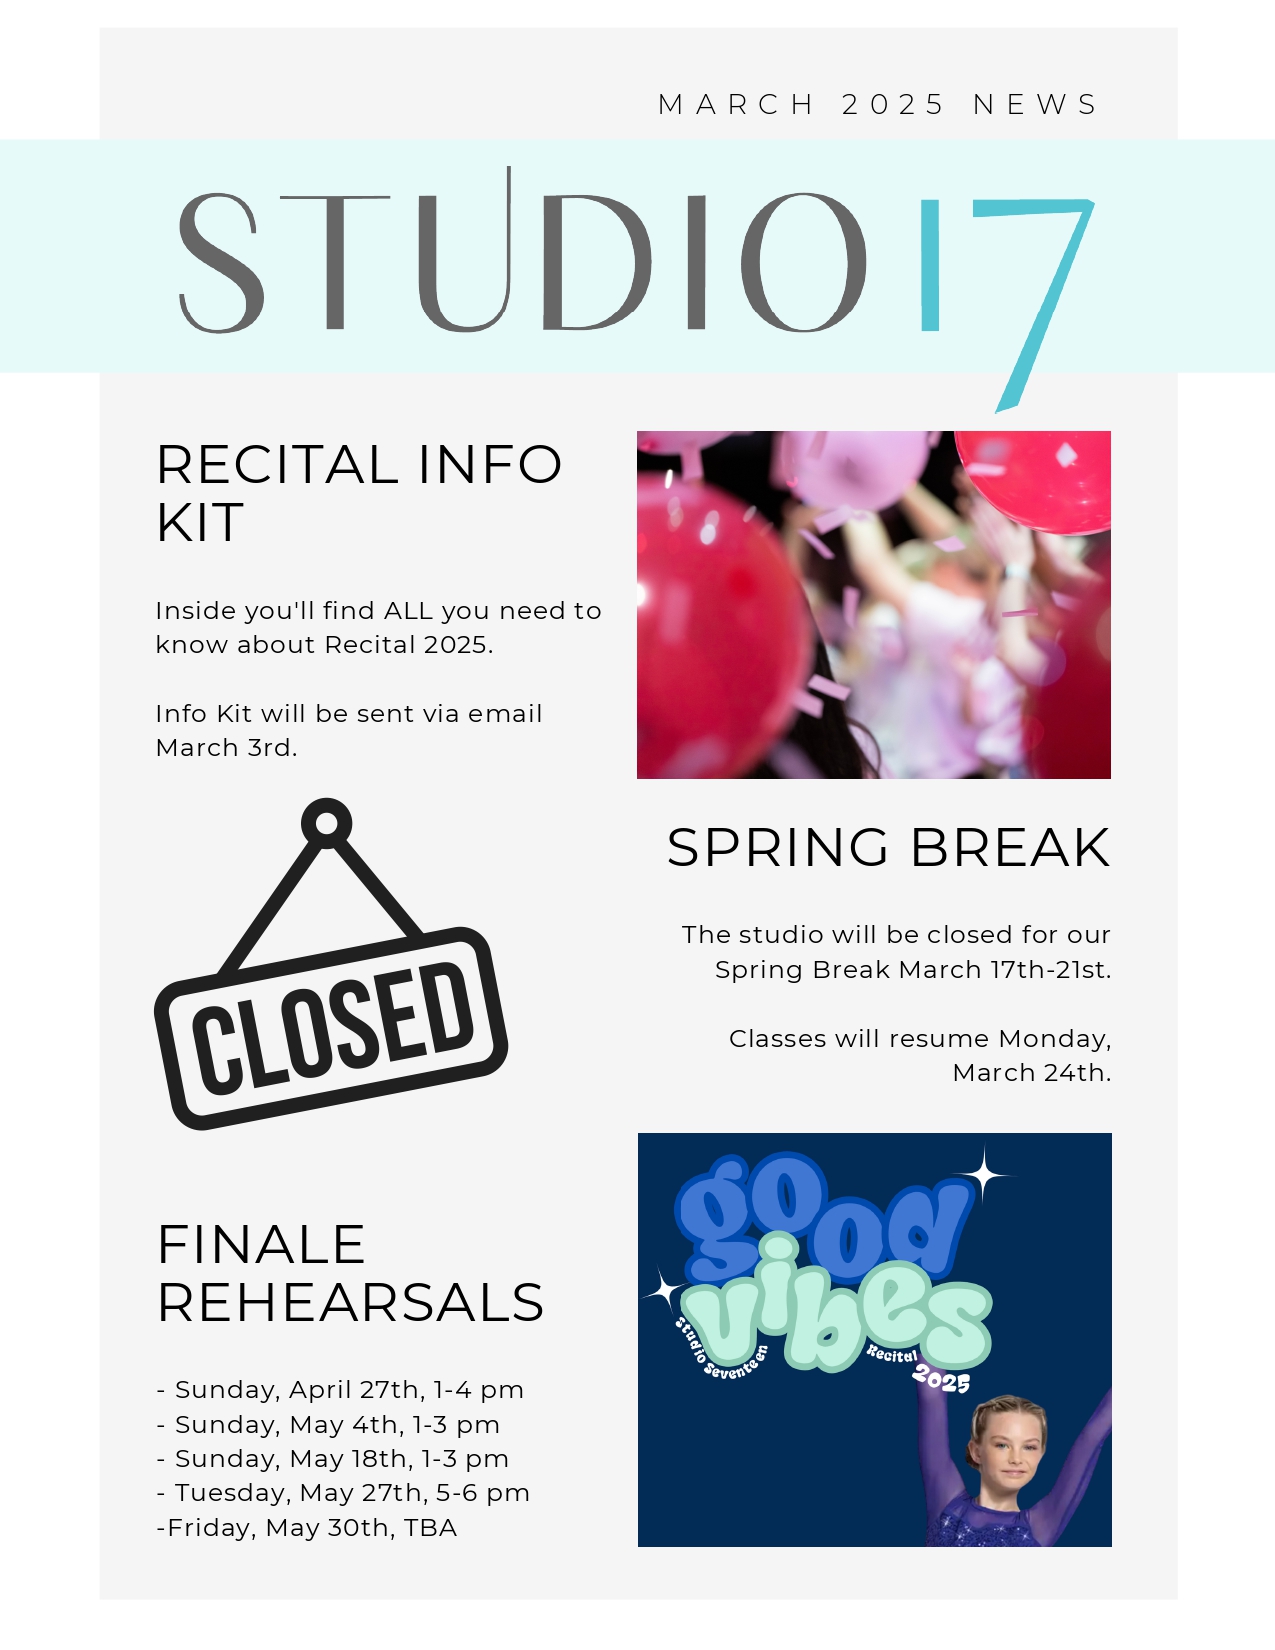 MARCH 2025 NEWS
STUDIO 17
RECITAL INFO
KIT
Inside you'll find ALL you need to
know about Recital 2025.
Info Kit will be sent via email
March 3rd.
CLOSED
SPRING BREAK
The studio will be closed for our
Spring Break March 17th-21st.
Classes will resume Monday,
March 24th.
FINALE
REHEARSALS
- Sunday, April 27th, 1-4 pm
- Sunday, May 4th, 1-3 pm
- Sunday, May 18th, 1-3 pm
- Tuesday, May 27th, 5-6 pm
-Friday, May 30th, TBA
good
vibes
Studio Seventeen
Recital
2025